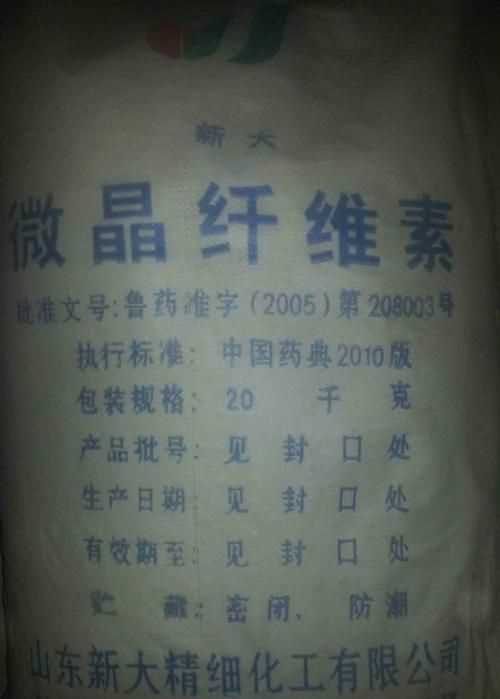 新大
微晶纤维素
批准文号:鲁药准字(2005)第208003号
执行标准:中国药典2010版
包装规格:20 千克
产品批号:见封口处
生产日期:见封口处
有效期至:见封口处
贮藏:密闭、防潮
山东新大精细化工有限公司